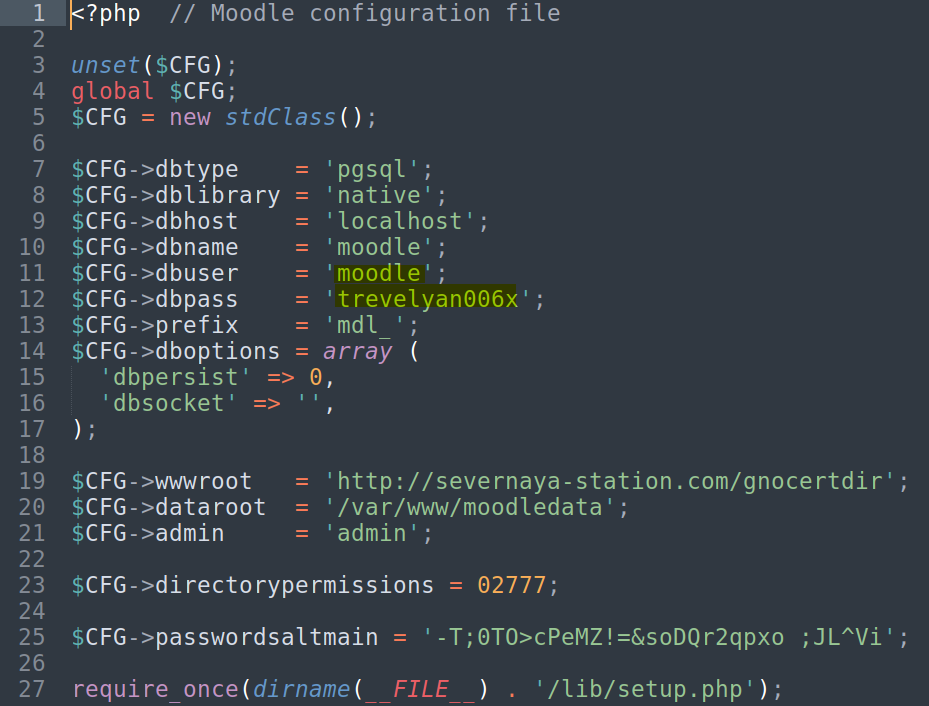 1 <?php  // Moodle configuration file
2
3 unset($CFG);
4 global $CFG;
5 $CFG = new stdClass();
6
7 $CFG->dbtype    = 'pgsql';
8 $CFG->dblibrary = 'native';
9 $CFG->dbhost    = 'localhost';
10 $CFG->dbname    = 'moodle';
11 $CFG->dbuser    = 'moodle';
12 $CFG->dbpass    = 'trevelyan006x';
13 $CFG->prefix    = 'mdl_';
14 $CFG->dboptions = array (
15   'dbpersist' => 0,
16   'dbsocket' => '',
17 );
18
19 $CFG->wwwroot   = 'http://severnaya-station.com/gnocertdir';
20 $CFG->dataroot  = '/var/www/moodledata';
21 $CFG->admin     = 'admin';
22
23 $CFG->directorypermissions = 02777;
24
25 $CFG->passwordsaltmain = '-T;0TO>cPeMZ!=&soDQr2qpxo ;JL^Vi';
26
27 require_once(dirname(__FILE__) . '/lib/setup.php');